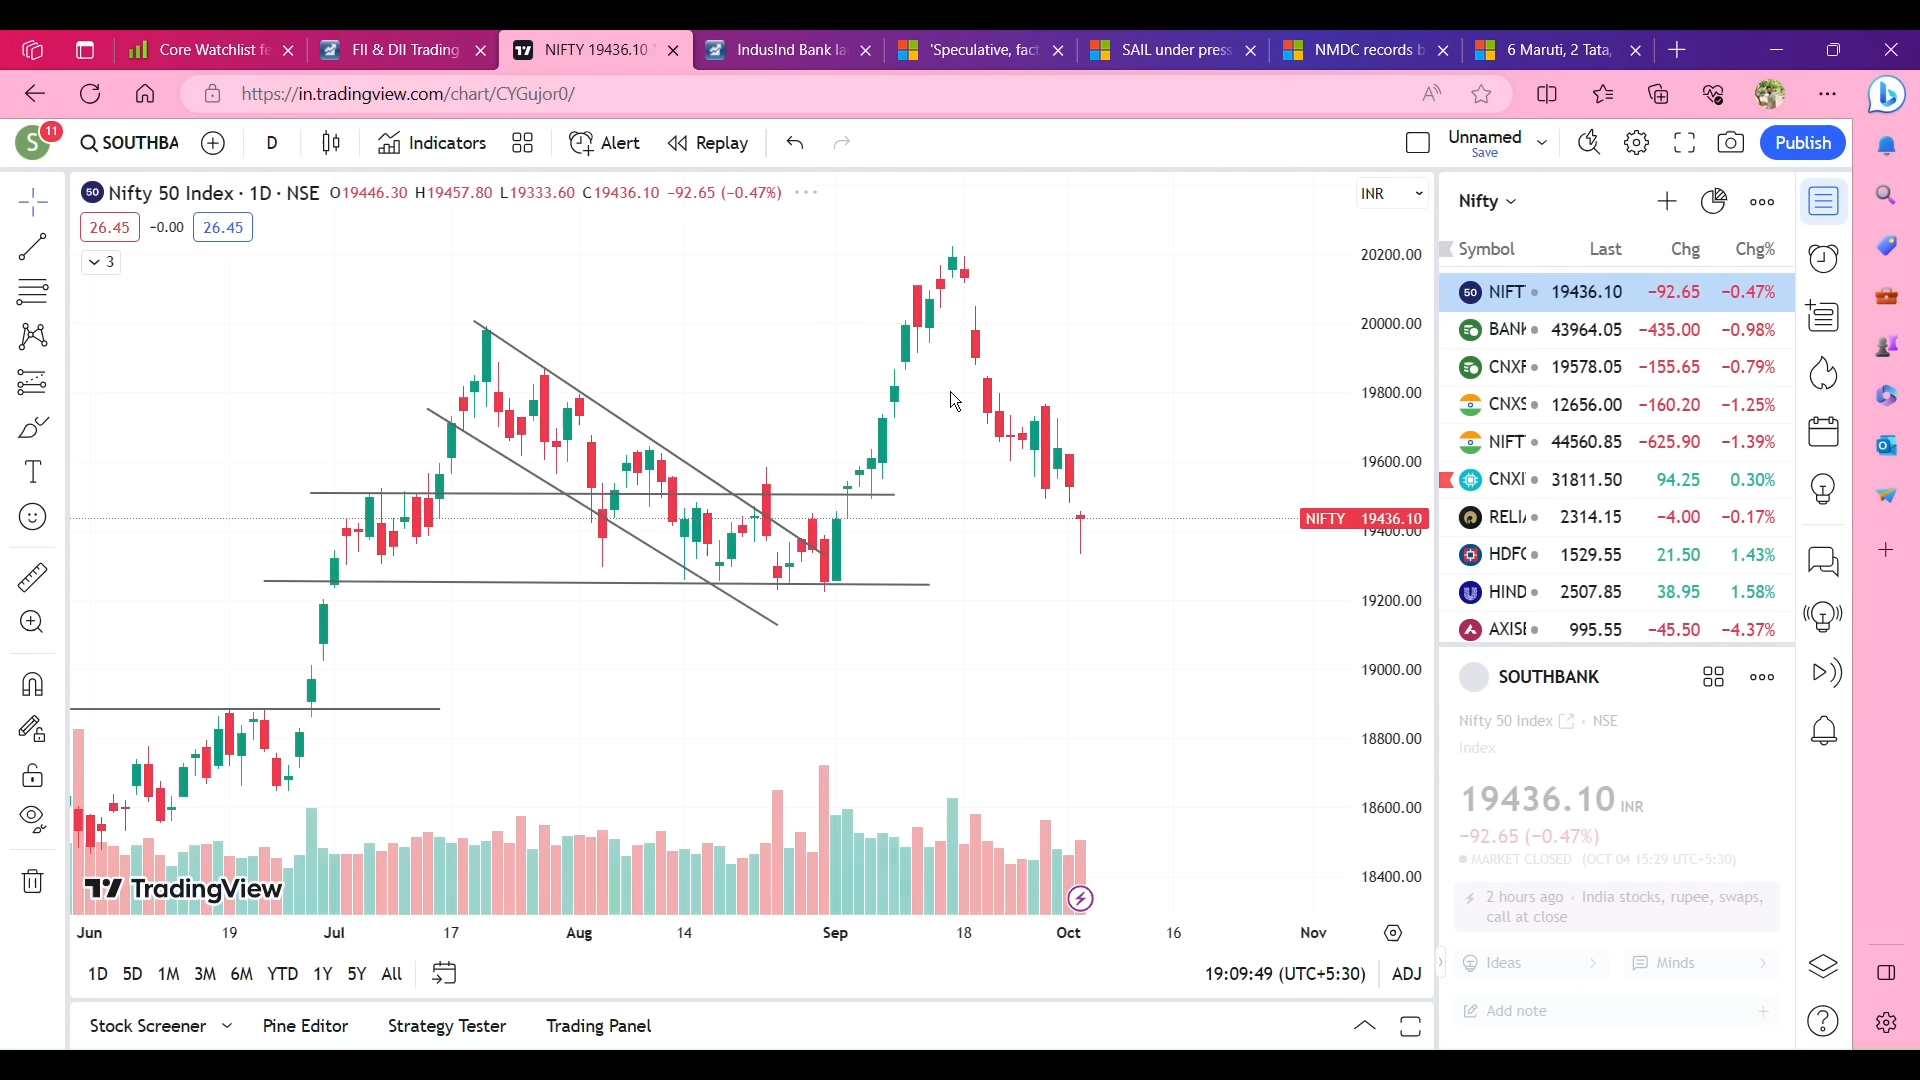 Core Watchlist fe
FII & DII Trading
NIFTY 19436.10
IndusInd Bank la
'Speculative, fact
SAIL under press
NMDC records b
6 Maruti, 2 Tata,
https://in.tradingview.com/chart/CYGujor0/
S 11
SOUTHBA
D
Indicators
Alert
Replay
Unnamed
Save
Publish
50 Nifty 50 Index · 1D · NSE O19446.30 H19457.80 L19333.60 C19436.10 -92.65 (-0.47%)
INR
26.45 -0.00 26.45
3
20200.00
20000.00
19800.00
19600.00
NIFTY 19436.10
19400.00
19200.00
19000.00
18800.00
18600.00
18400.00
TradingView
Jun 19 Jul 17 Aug 14 Sep 18 Oct 16 Nov
1D 5D 1M 3M 6M YTD 1Y 5Y All
19:09:49 (UTC+5:30) ADJ
Stock Screener
Pine Editor
Strategy Tester
Trading Panel
Nifty
Symbol Last Chg Chg%
50 NIFT 19436.10 -92.65 -0.47%
BANK 43964.05 -435.00 -0.98%
CNXF 19578.05 -155.65 -0.79%
CNXS 12656.00 -160.20 -1.25%
NIFT 44560.85 -625.90 -1.39%
CNXI 31811.50 94.25 0.30%
RELI 2314.15 -4.00 -0.17%
HDFC 1529.55 21.50 1.43%
HIND 2507.85 38.95 1.58%
AXISI 995.55 -45.50 -4.37%
SOUTHBANK
Nifty 50 Index · NSE
Index
19436.10 INR
-92.65 (-0.47%)
MARKET CLOSED (OCT 04 15:29 UTC+5:30)
2 hours ago · India stocks, rupee, swaps,
call at close
Ideas
Minds
Add note